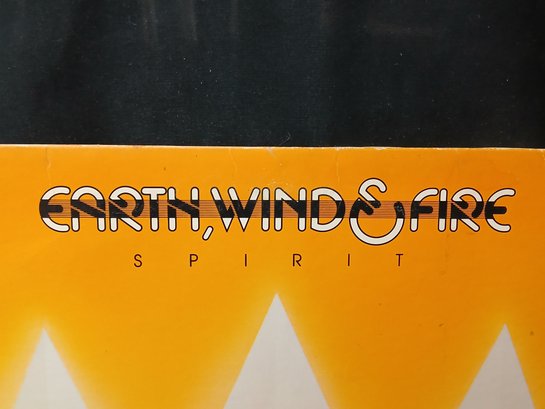 EARTH, WIND & FIRE
SPIRIT